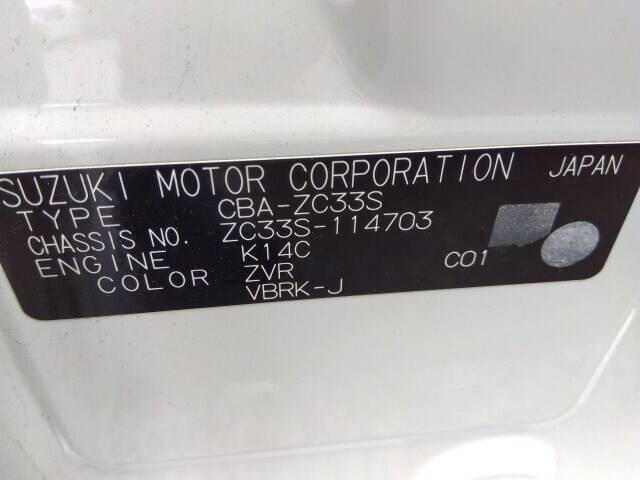 SUZUKI MOTOR CORPORATION JAPAN
TYPE CBA-ZC33S
CHASSIS NO. ZC33S-114703
ENGINE K14C
COLOR ZVR C01
VBRK-J